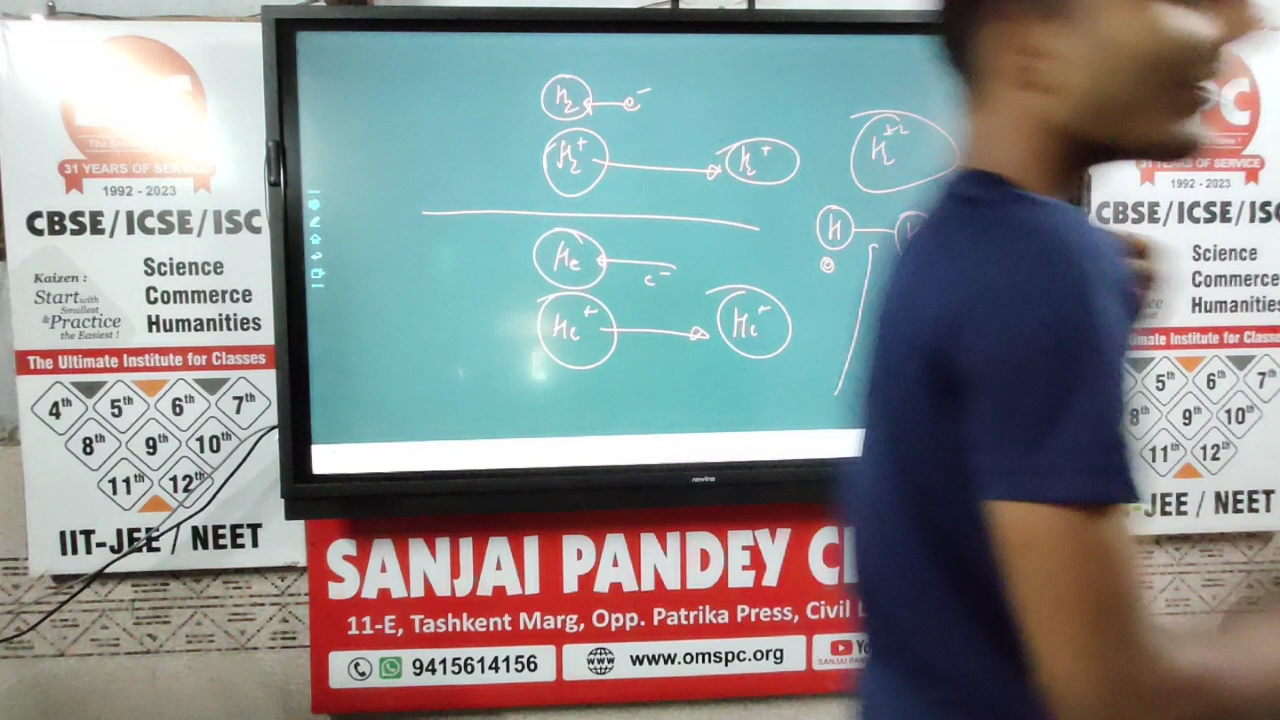 31 YEARS OF SERVICE
1992 - 2023
CBSE/ICSE/ISC
Kaizen :
Start with
Smallest
& Practice
the Easiest !
Science
Commerce
Humanities
The Ultimate Institute for Classes
4th 5th 6th 7th
8th 9th 10th
11th 12th
IIT-JEE / NEET
H2 e-
H2+ H2+
He e-
He+
H
newline
SANJAI PANDEY
11-E, Tashkent Marg, Opp. Patrika Press, Civil
9415614156
www.omspc.org
31 YEARS OF SERVICE
1992 - 2023
CBSE/ICSE/ISC
Science
Commerce
Humanities
Institute for Classes
5th 6th 7th
8th 9th 10th
11th 12th
-JEE / NEET